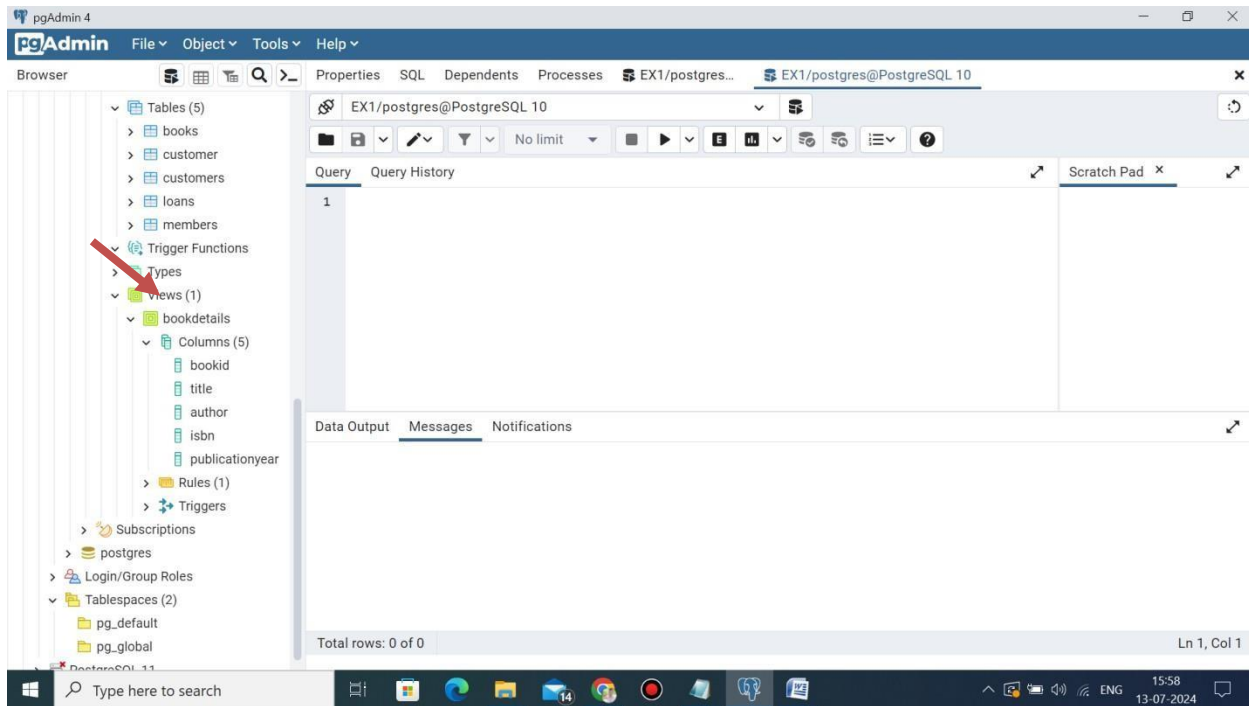 pgAdmin 4
pgAdmin File Object Tools Help
Browser
Properties SQL Dependents Processes EX1/postgres... EX1/postgres@PostgreSQL 10
Tables (5)
books
customer
customers
loans
members
Trigger Functions
Types
Views (1)
bookdetails
Columns (5)
bookid
title
author
isbn
publicationyear
Rules (1)
Triggers
Subscriptions
postgres
Login/Group Roles
Tablespaces (2)
pg_default
pg_global
PostgreSQL 11
EX1/postgres@PostgreSQL 10
No limit
E
Query Query History
Scratch Pad
1
Data Output Messages Notifications
Total rows: 0 of 0
Ln 1, Col 1
Type here to search
14
ENG
15:58
13-07-2024